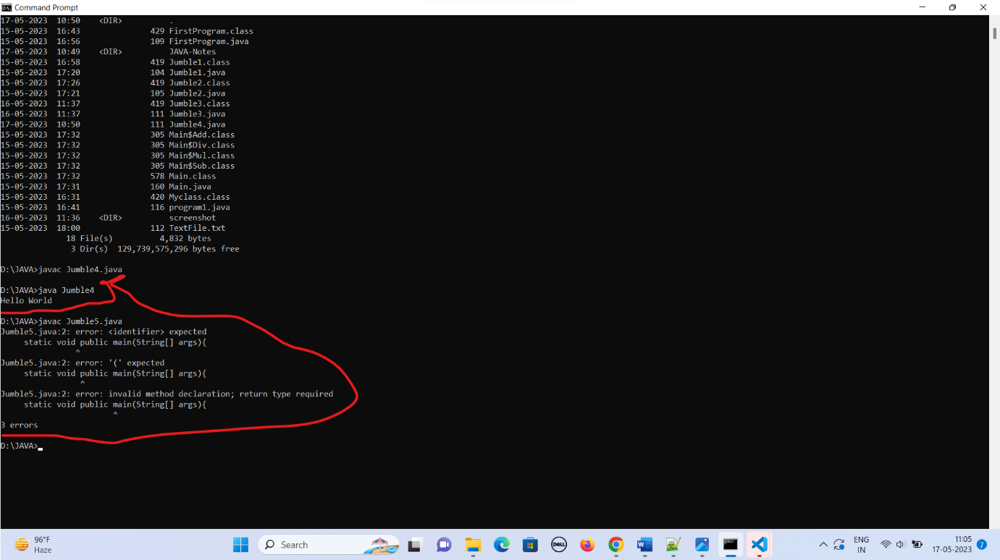 Command Prompt
17-05-2023 10:50 <DIR> .
15-05-2023 16:43 429 FirstProgram.class
15-05-2023 16:56 109 FirstProgram.java
17-05-2023 10:49 <DIR> JAVA-Notes
15-05-2023 16:58 419 Jumble1.class
15-05-2023 17:20 104 Jumble1.java
15-05-2023 17:26 419 Jumble2.class
15-05-2023 17:21 105 Jumble2.java
16-05-2023 11:37 419 Jumble3.class
16-05-2023 11:37 111 Jumble3.java
17-05-2023 10:50 111 Jumble4.java
15-05-2023 17:32 305 Main$Add.class
15-05-2023 17:32 305 Main$Div.class
15-05-2023 17:32 305 Main$Mul.class
15-05-2023 17:32 305 Main$Sub.class
15-05-2023 17:32 578 Main.class
15-05-2023 17:31 160 Main.java
15-05-2023 16:31 420 Myclass.class
15-05-2023 16:41 116 program1.java
16-05-2023 11:36 <DIR> screenshot
15-05-2023 18:00 112 TextFile.txt
18 File(s) 4,832 bytes
3 Dir(s) 129,739,575,296 bytes free
D:\JAVA>javac Jumble4.java
D:\JAVA>java Jumble4
Hello World
D:\JAVA>javac Jumble5.java
Jumble5.java:2: error: <identifier> expected
static void public main(String[] args){
^
Jumble5.java:2: error: '(' expected
static void public main(String[] args){
^
Jumble5.java:2: error: invalid method declaration; return type required
static void public main(String[] args){
^
3 errors
D:\JAVA>
96°F
Haze
Search
DELL
ENG
IN
11:05
17-05-2023
7